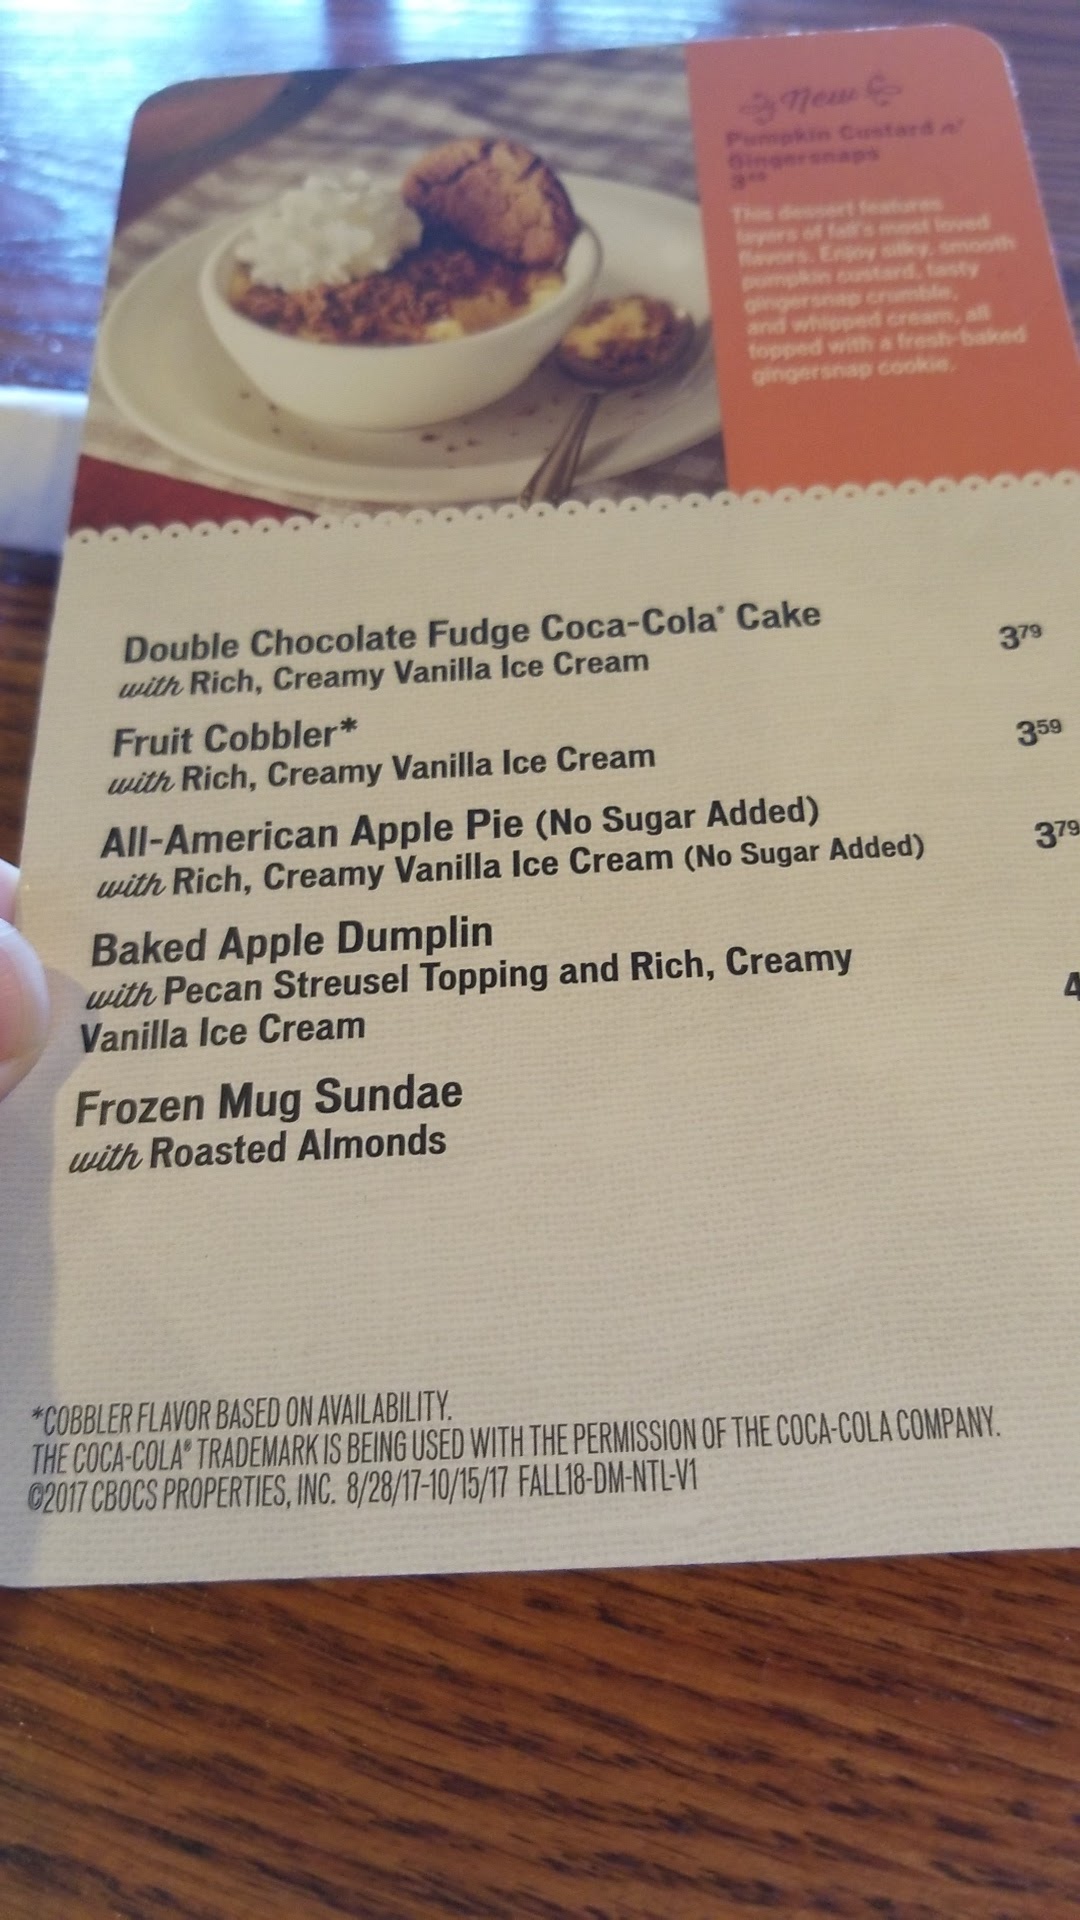 New
Pumpkin Custard n'
Gingersnaps
This dessert features
layers of fall's most loved
flavors. Enjoy silky, smooth
pumpkin custard, tasty
gingersnap crumble,
and whipped cream, all
topped with a fresh-baked
gingersnap cookie.
Double Chocolate Fudge Coca-Cola® Cake 3⁷⁹
with Rich, Creamy Vanilla Ice Cream
Fruit Cobbler* 3⁵⁹
with Rich, Creamy Vanilla Ice Cream
All-American Apple Pie (No Sugar Added) 3⁷⁹
with Rich, Creamy Vanilla Ice Cream (No Sugar Added)
Baked Apple Dumplin
with Pecan Streusel Topping and Rich, Creamy 4
Vanilla Ice Cream
Frozen Mug Sundae
with Roasted Almonds
*COBBLER FLAVOR BASED ON AVAILABILITY.
THE COCA-COLA® TRADEMARK IS BEING USED WITH THE PERMISSION OF THE COCA-COLA COMPANY.
©2017 CBOCS PROPERTIES, INC. 8/28/17-10/15/17 FALL18-DM-NTL-V1